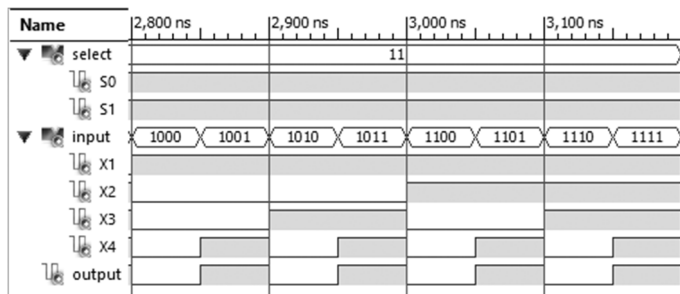 Name 2,800 ns 2,900 ns 3,000 ns 3,100 ns
select 11
S0
S1
input 1000 1001 1010 1011 1100 1101 1110 1111
X1
X2
X3
X4
output